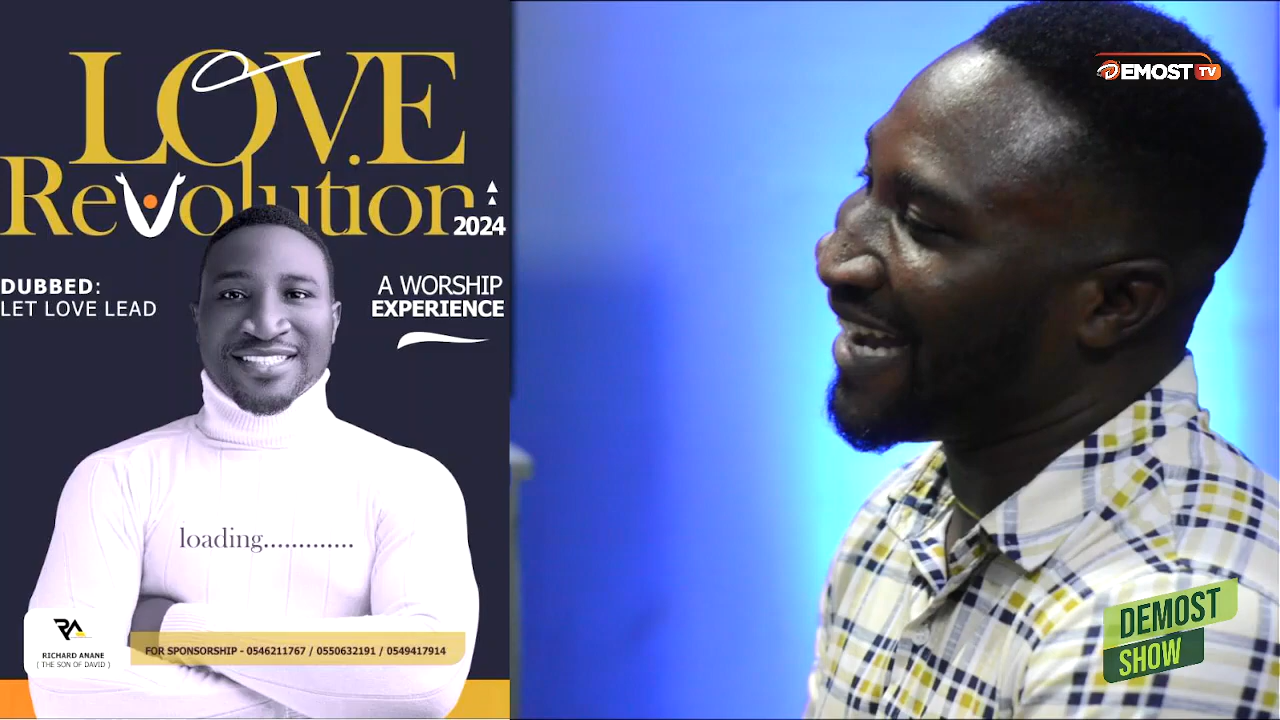 LOVE
Revolution
2024
DUBBED:
LET LOVE LEAD
A WORSHIP
EXPERIENCE
loading.............
RA
RICHARD ANANE
[ THE SON OF DAVID ]
FOR SPONSORSHIP - 0546211767 / 0550632191 / 0549417914
DEMOST TV
DEMOST
SHOW